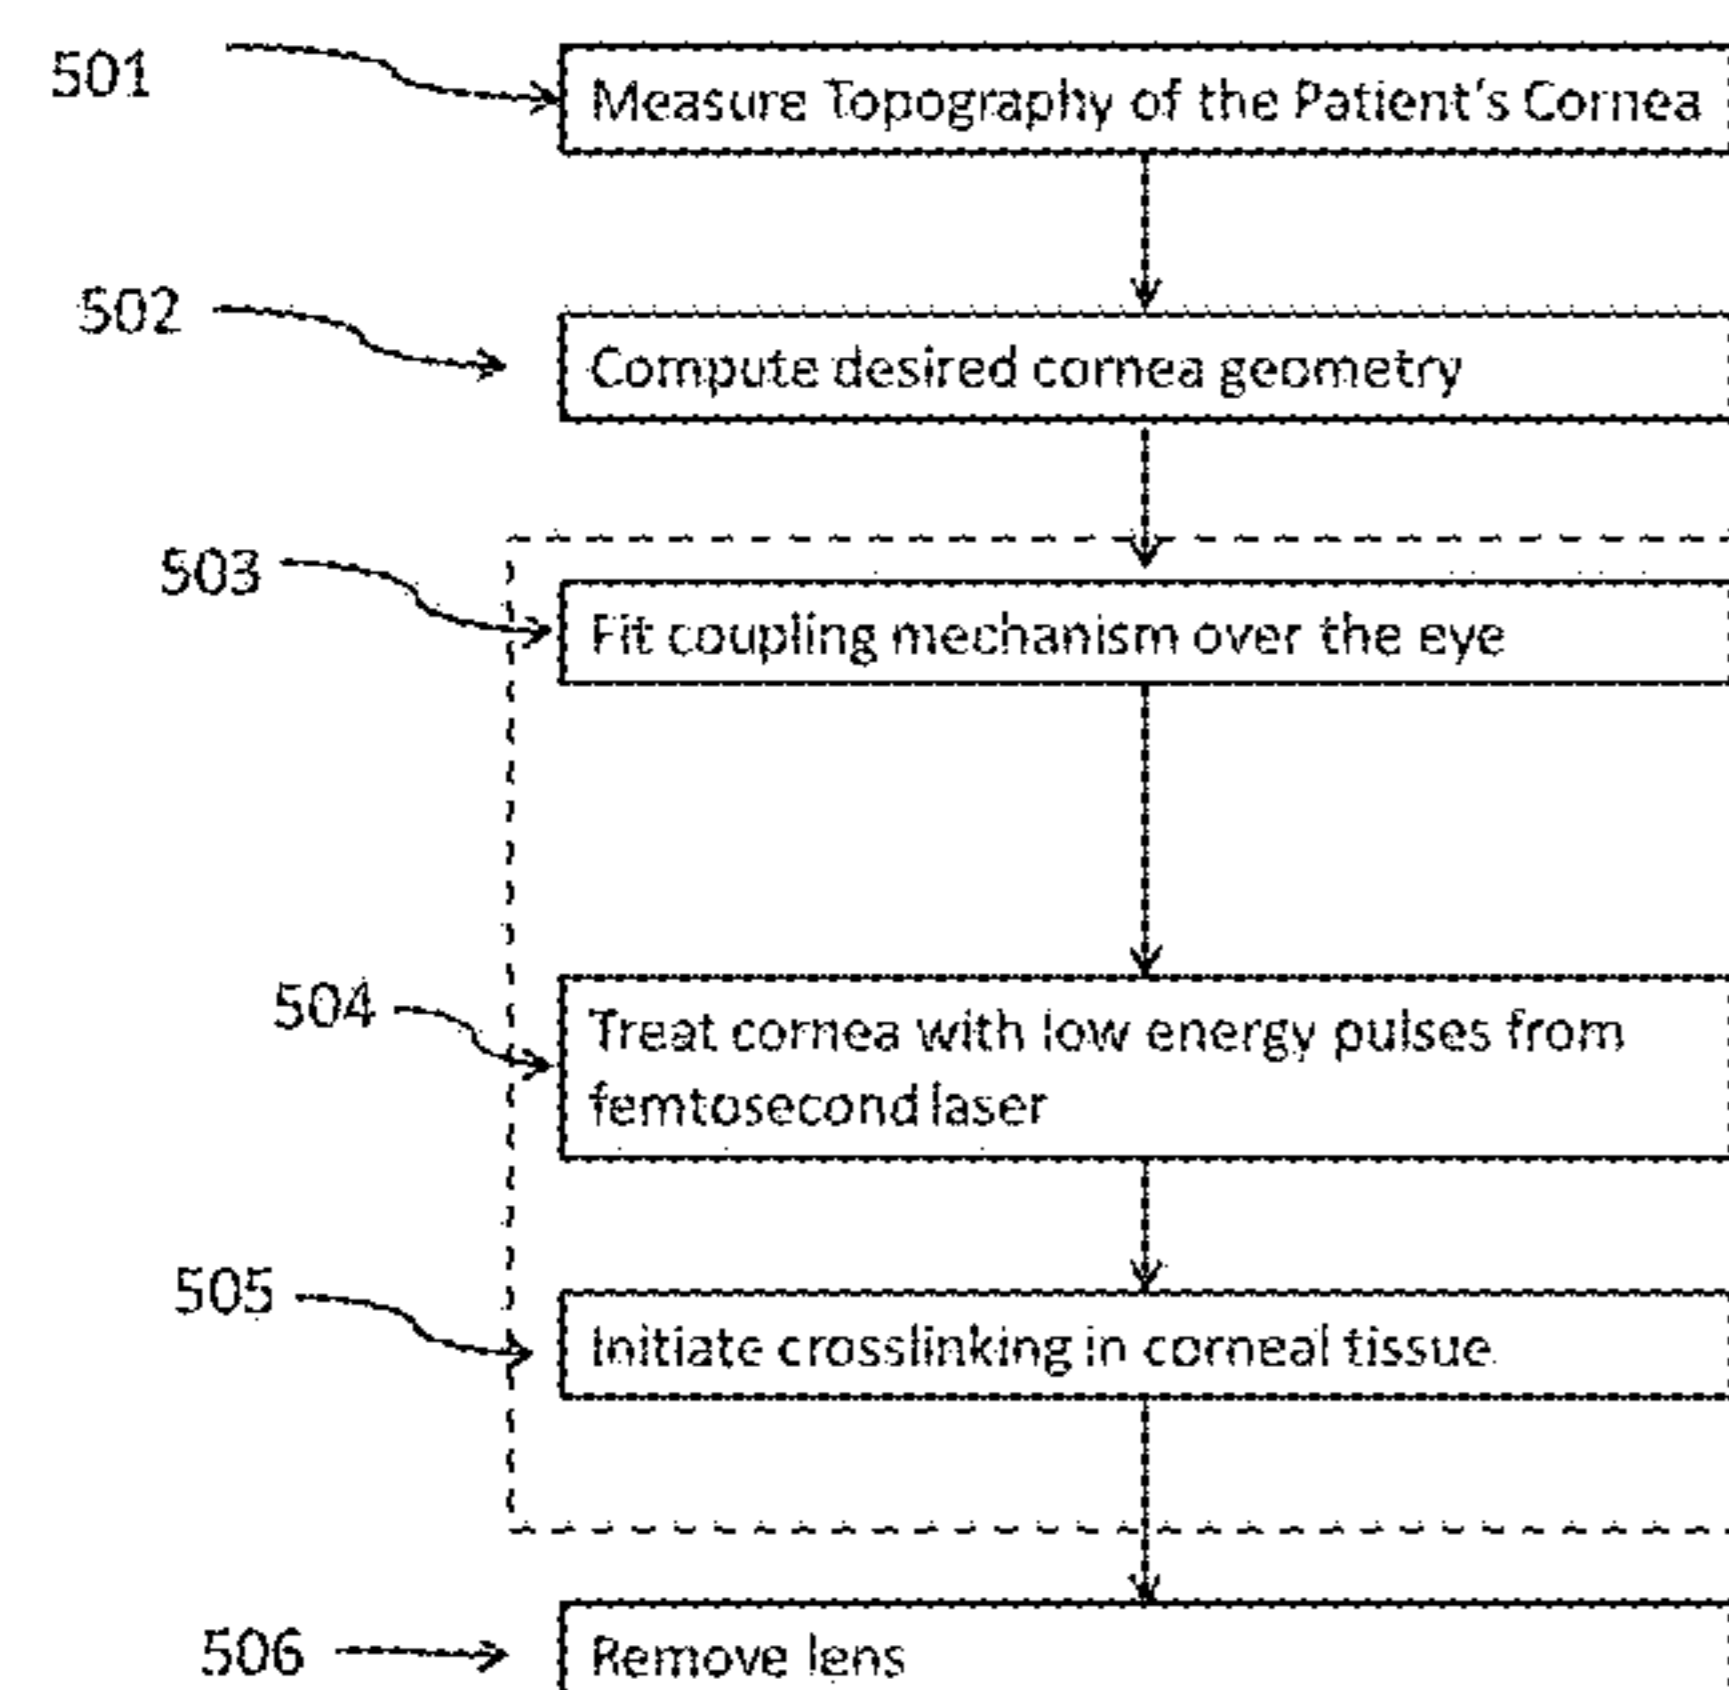 501
Measure Topography of the Patient's Cornea
502
Compute desired cornea geometry
503
Fit coupling mechanism over the eye
504
Treat cornea with low energy pulses from
femtosecond laser
505
Initiate crosslinking in corneal tissue
506
Remove lens